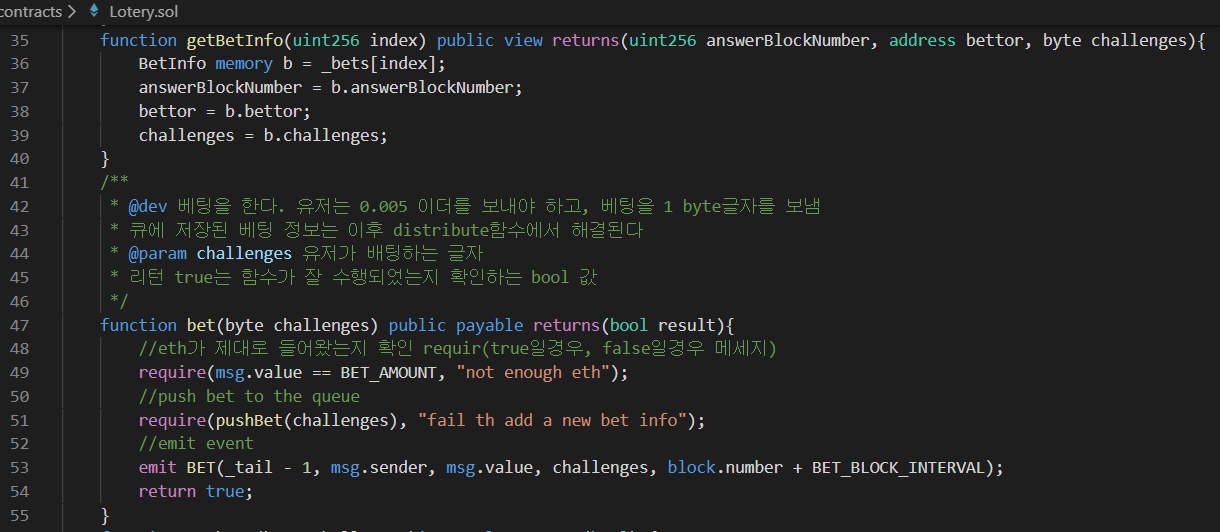 contracts > Lotery.sol
35 function getBetInfo(uint256 index) public view returns(uint256 answerBlockNumber, address bettor, byte challenges){
36 BetInfo memory b = _bets[index];
37 answerBlockNumber = b.answerBlockNumber;
38 bettor = b.bettor;
39 challenges = b.challenges;
40 }
41 /**
42 * @dev 베팅을 한다. 유저는 0.005 이더를 보내야 하고, 베팅을 1 byte글자를 보냄
43 * 큐에 저장된 베팅 정보는 이후 distribute함수에서 해결된다
44 * @param challenges 유저가 배팅하는 글자
45 * 리턴 true는 함수가 잘 수행되었는지 확인하는 bool 값
46 */
47 function bet(byte challenges) public payable returns(bool result){
48 //eth가 제대로 들어왔는지 확인 requir(true일경우, false일경우 메세지)
49 require(msg.value == BET_AMOUNT, "not enough eth");
50 //push bet to the queue
51 require(pushBet(challenges), "fail th add a new bet info");
52 //emit event
53 emit BET(_tail - 1, msg.sender, msg.value, challenges, block.number + BET_BLOCK_INTERVAL);
54 return true;
55 }